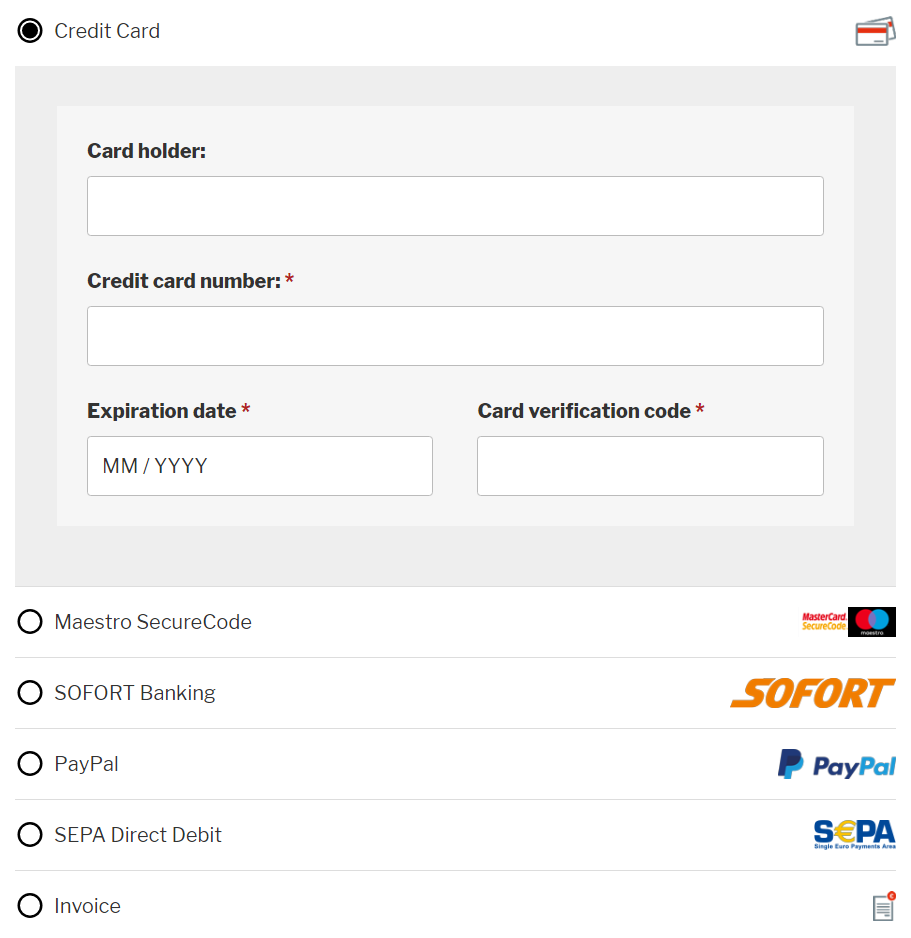 Credit Card
Card holder:
Credit card number: *
Expiration date *
Card verification code *
MM / YYYY
Maestro SecureCode
MasterCard.
SecureCode
maestro
SOFORT Banking
SOFORT
PayPal
PayPal
SEPA Direct Debit
S€PA
Single Euro Payments Area
Invoice
€